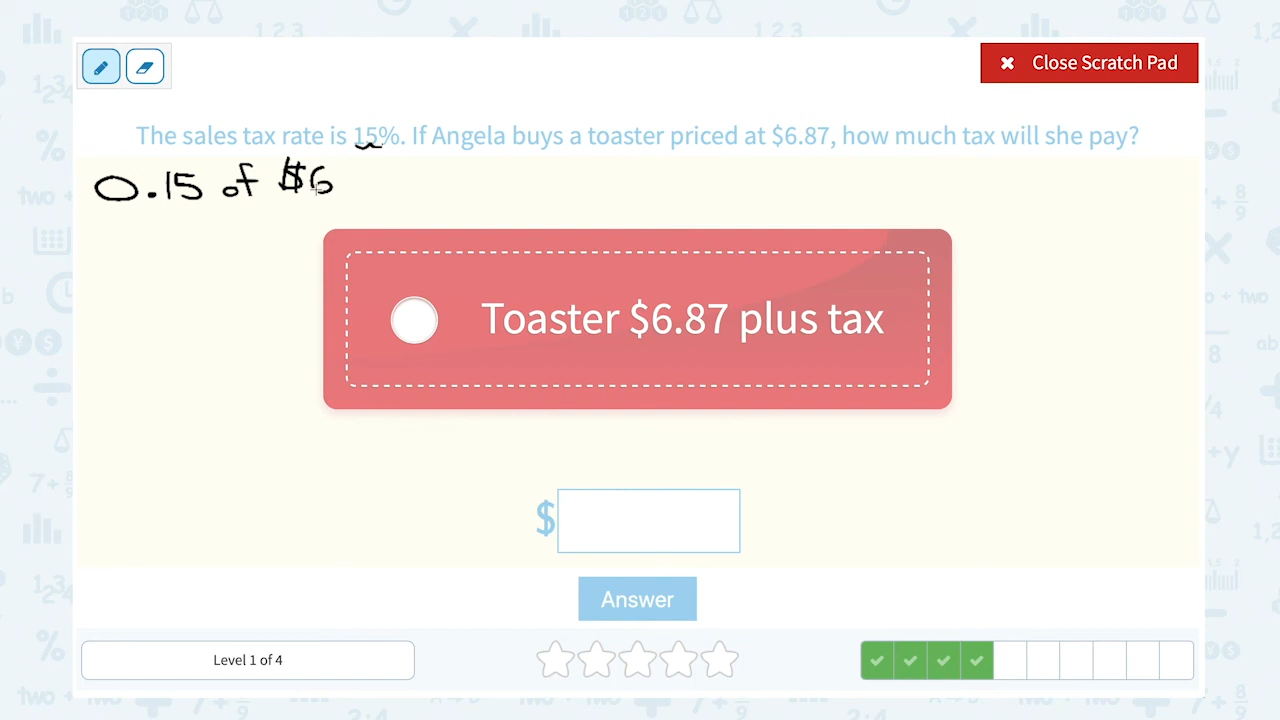 Close Scratch Pad
The sales tax rate is 15%. If Angela buys a toaster priced at $6.87, how much tax will she pay?
0.15 of $6
Toaster $6.87 plus tax
$
Answer
Level 1 of 4